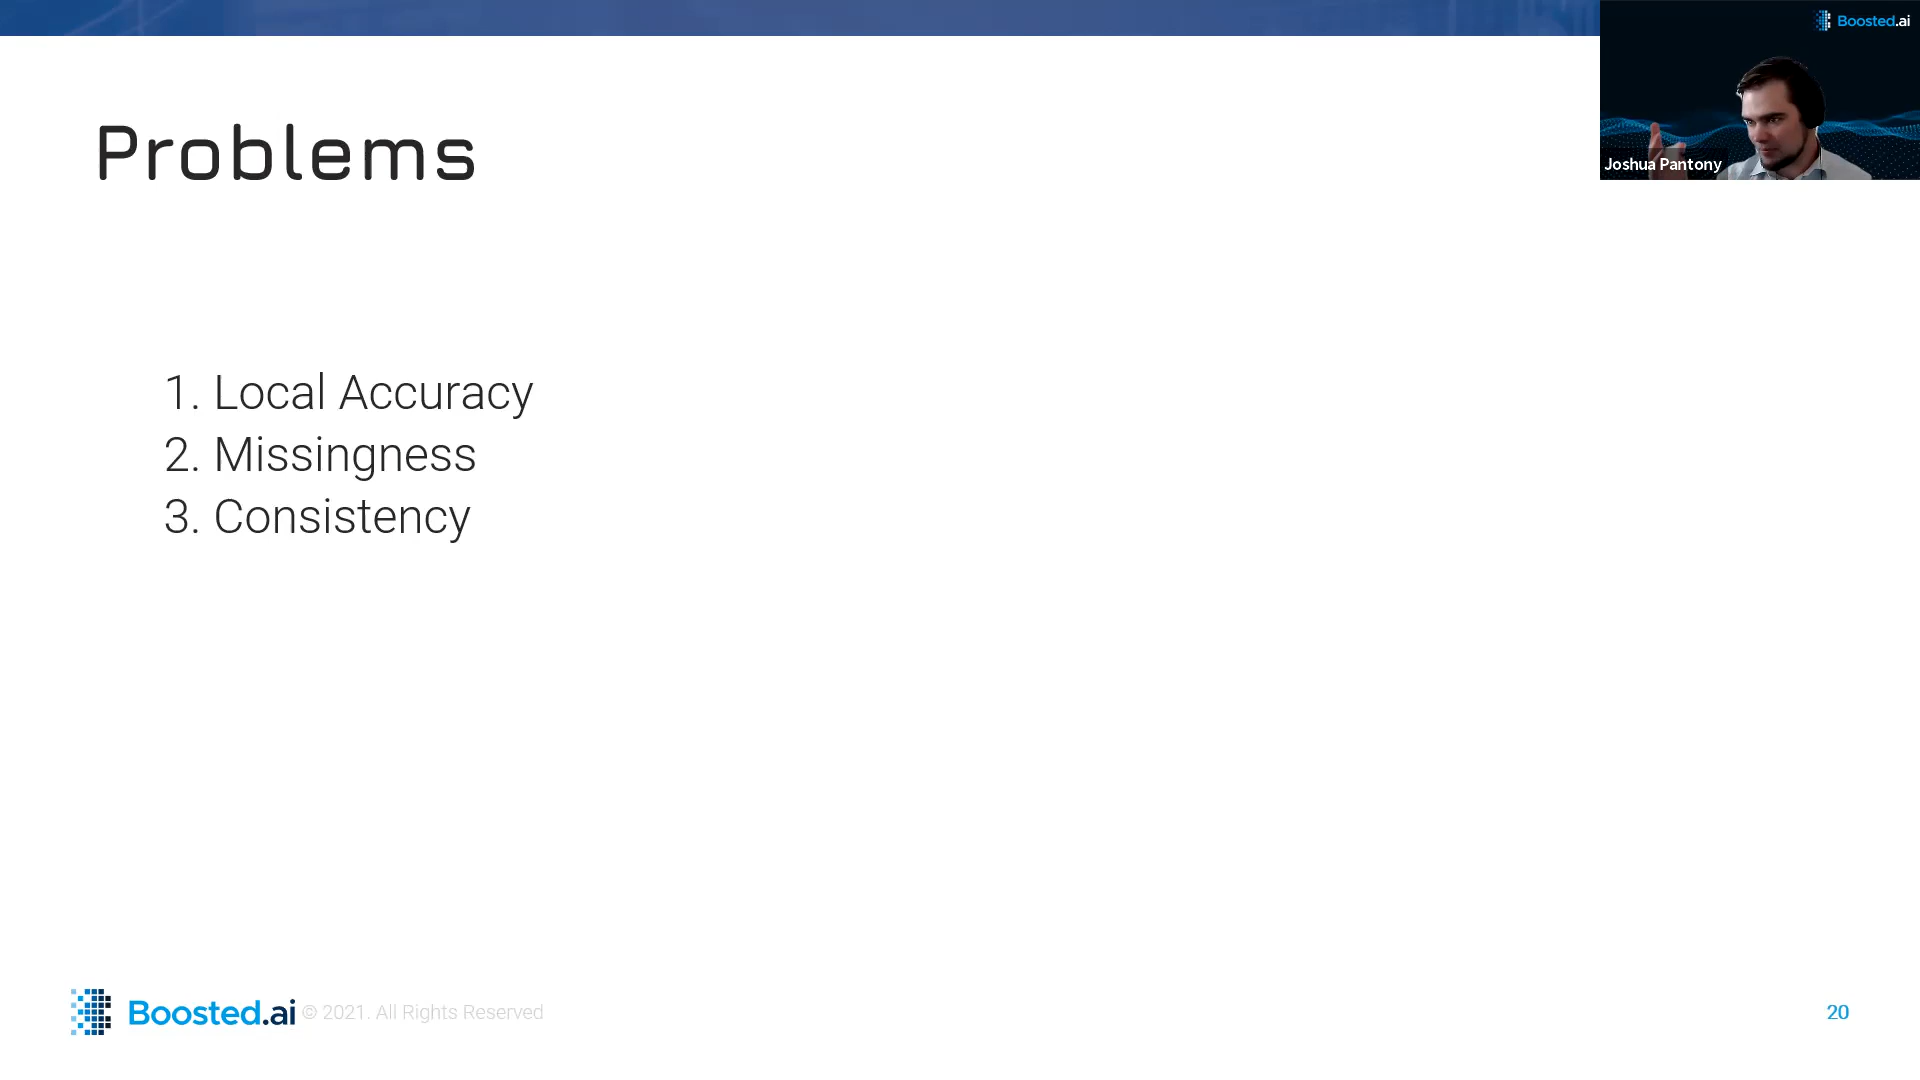 Boosted.ai
Joshua Pantony
Problems
1. Local Accuracy
2. Missingness
3. Consistency
Boosted.ai © 2021. All Rights Reserved
20